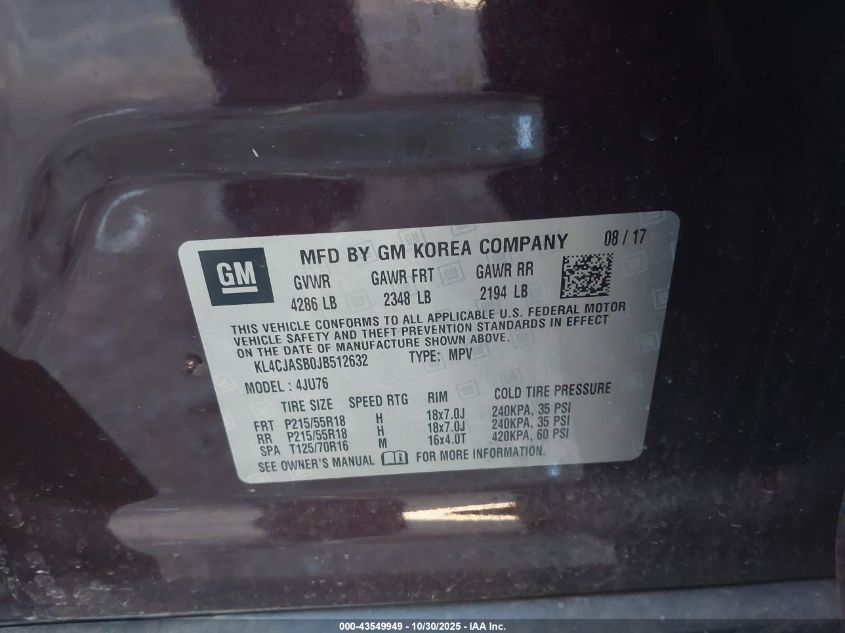 MFD BY GM KOREA COMPANY 08 / 17
GM
GVWR GAWR FRT GAWR RR
4286 LB 2348 LB 2194 LB
THIS VEHICLE CONFORMS TO ALL APPLICABLE U.S. FEDERAL MOTOR
VEHICLE SAFETY AND THEFT PREVENTION STANDARDS IN EFFECT
ON THE DATE OF MANUFACTURE SHOWN ABOVE.
KL4CJASB0JB512632 TYPE: MPV
MODEL : 4JU76
TIRE SIZE SPEED RTG RIM COLD TIRE PRESSURE
FRT P215/55R18 H 18x7.0J 240KPA, 35 PSI
RR P215/55R18 H 18x7.0J 240KPA, 35 PSI
SPA T125/70R16 M 16x4.0T 420KPA, 60 PSI
SEE OWNER'S MANUAL FOR MORE INFORMATION.
000-43549949 - 10/30/2025 - IAA Inc.